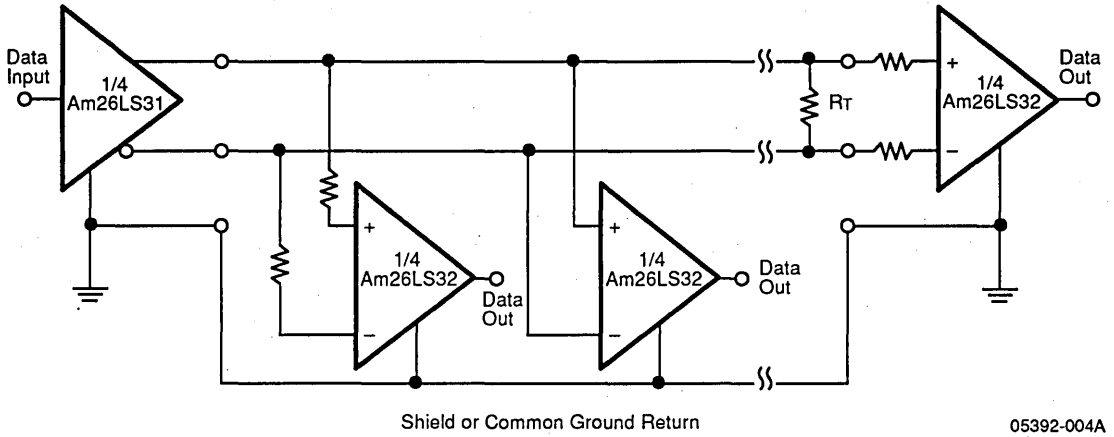 Data
Input
1/4
Am26LS31
RT
+
−
1/4
Am26LS32
Data
Out
+
−
1/4
Am26LS32
Data
Out
+
−
1/4
Am26LS32
Data
Out
Shield or Common Ground Return
05392-004A